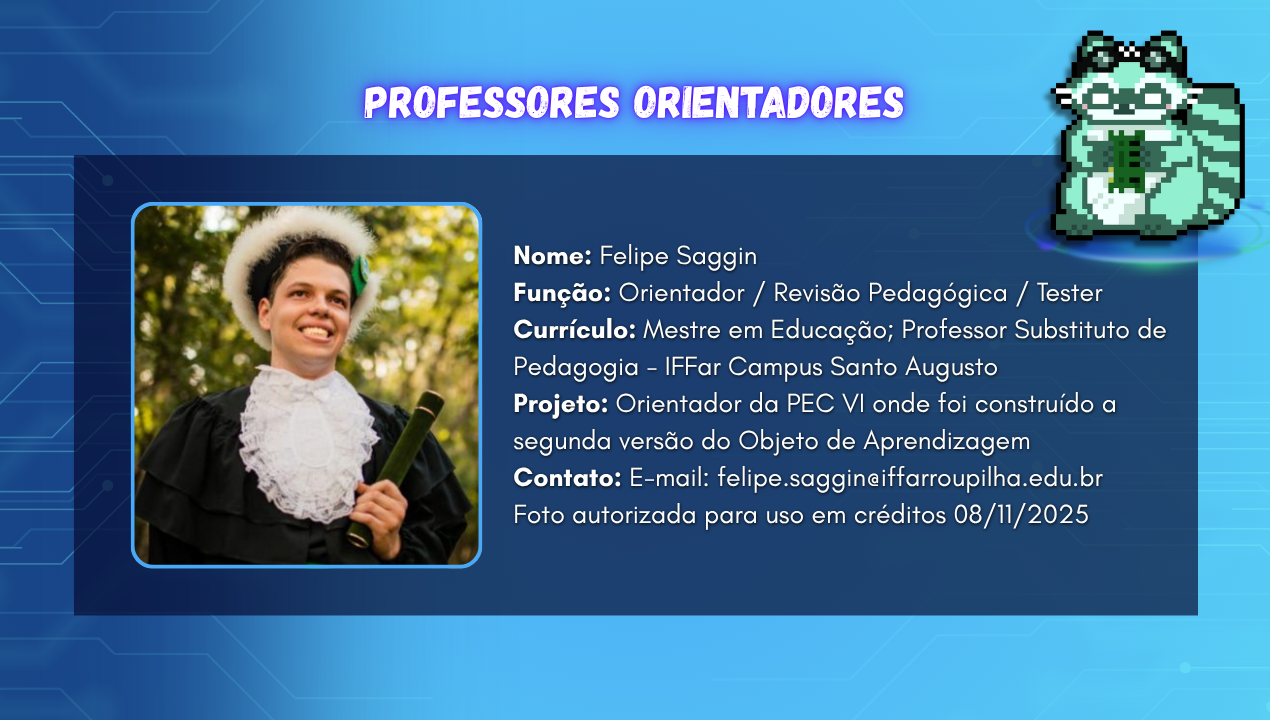 PROFESSORES ORIENTADORES
Nome: Felipe Saggin
Função: Orientador / Revisão Pedagógica / Tester
Currículo: Mestre em Educação; Professor Substituto de
Pedagogia - IFFar Campus Santo Augusto
Projeto: Orientador da PEC VI onde foi construído a
segunda versão do Objeto de Aprendizagem
Contato: E-mail: felipe.saggin@iffarroupilha.edu.br
Foto autorizada para uso em créditos 08/11/2025